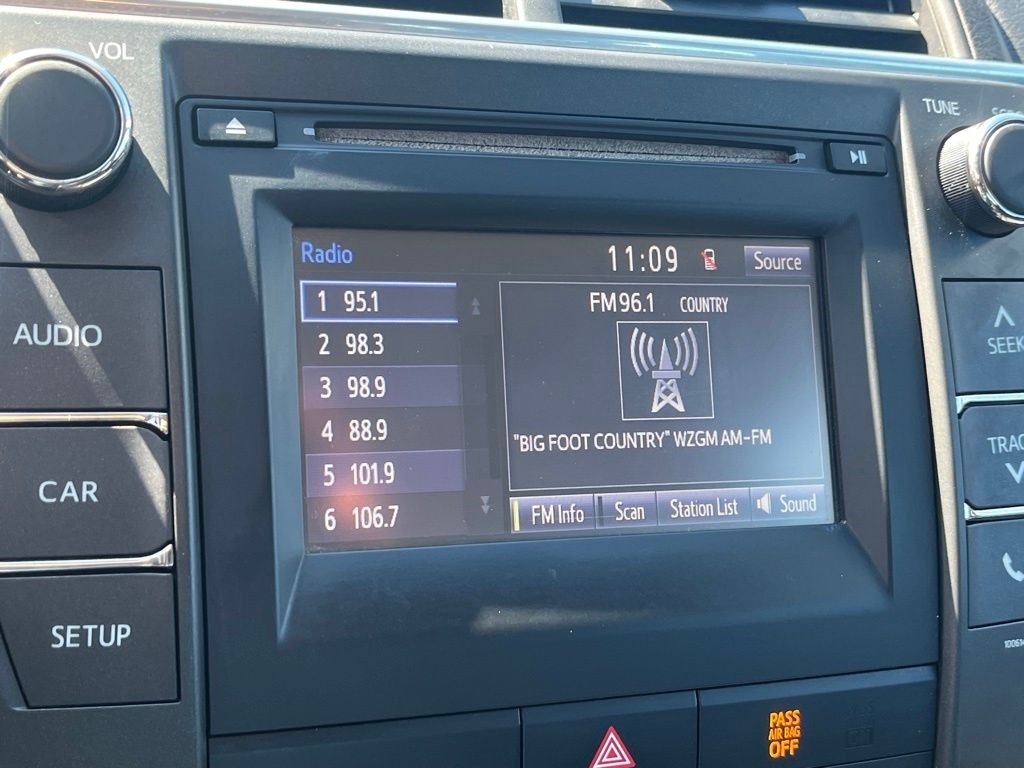 VOL
TUNE
Radio
11:09
Source
1 95.1
2 98.3
3 98.9
4 88.9
5 101.9
6 106.7
FM 96.1 COUNTRY
"BIG FOOT COUNTRY" WZGM AM-FM
FM Info
Scan
Station List
Sound
AUDIO
CAR
SETUP
SEEK
TRAC
PASS
AIR BAG
OFF